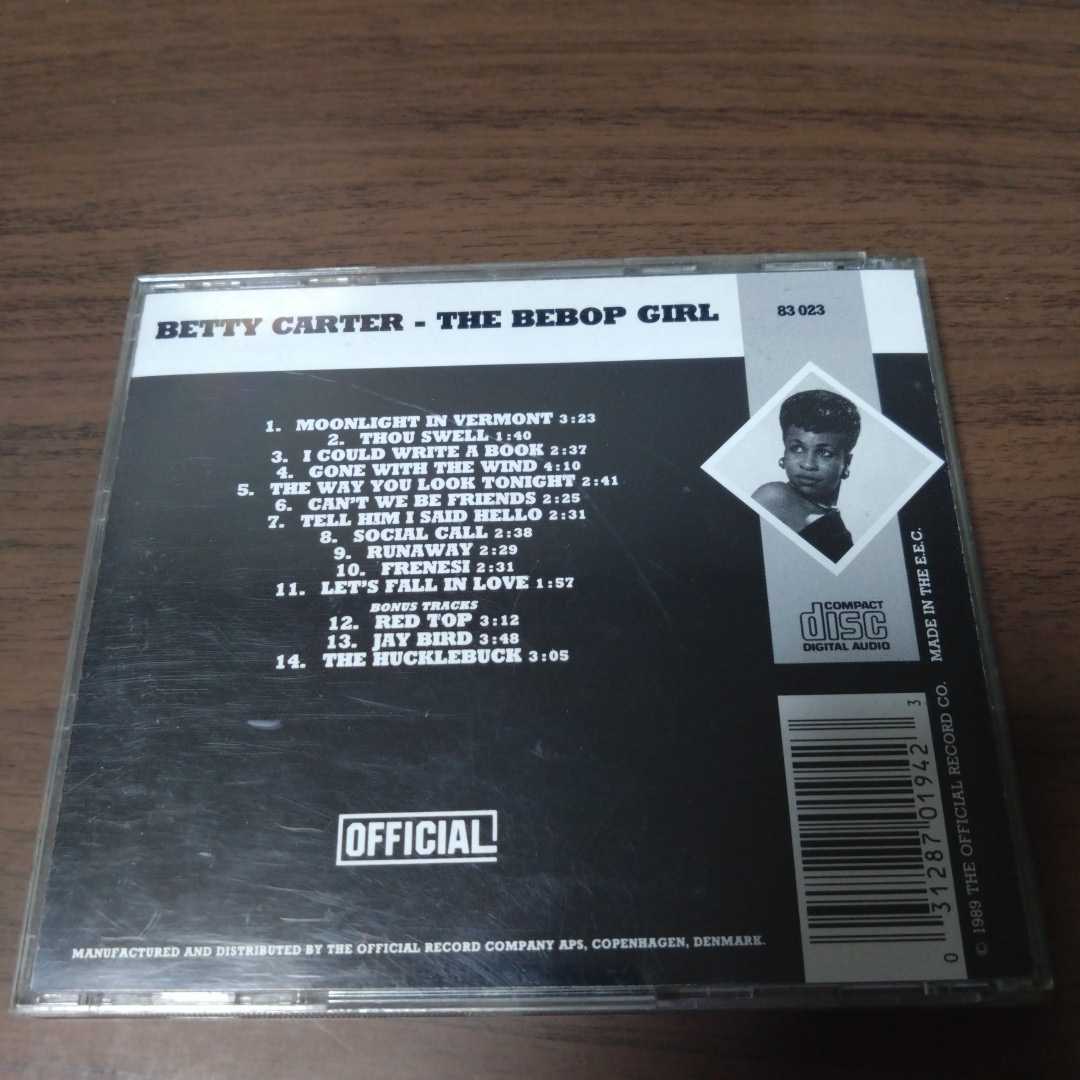 BETTY CARTER - THE BEBOP GIRL
83 023
1. MOONLIGHT IN VERMONT 3:23
2. THOU SWELL 1:40
3. I COULD WRITE A BOOK 2:37
4. GONE WITH THE WIND 4:10
5. THE WAY YOU LOOK TONIGHT 2:41
6. CAN'T WE BE FRIENDS 2:25
7. TELL HIM I SAID HELLO 2:31
8. SOCIAL CALL 2:38
9. RUNAWAY 2:29
10. FRENESI 2:31
11. LET'S FALL IN LOVE 1:57
BONUS TRACKS
12. RED TOP 3:12
13. JAY BIRD 3:48
14. THE HUCKLEBUCK 3:05
COMPACT
disc
DIGITAL AUDIO
OFFICIAL
MANUFACTURED AND DISTRIBUTED BY THE OFFICIAL RECORD COMPANY APS, COPENHAGEN, DENMARK.
0 31287 01942 3
© 1989 THE OFFICIAL RECORD CO. MADE IN THE E.E.C.